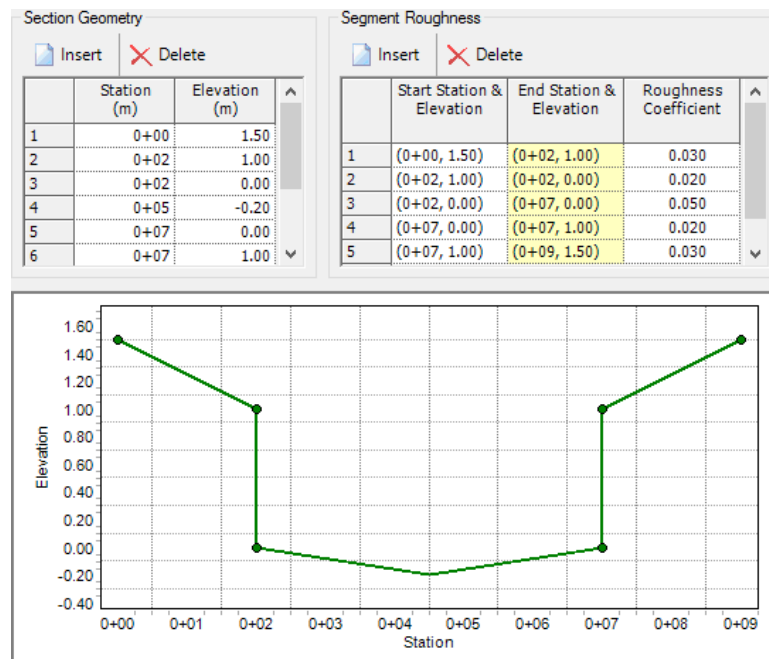 Section Geometry
Insert Delete
Station (m) Elevation (m)
1 0+00 1.50
2 0+02 1.00
3 0+02 0.00
4 0+05 -0.20
5 0+07 0.00
6 0+07 1.00
Segment Roughness
Insert Delete
Start Station & Elevation End Station & Elevation Roughness Coefficient
1 (0+00, 1.50) (0+02, 1.00) 0.030
2 (0+02, 1.00) (0+02, 0.00) 0.020
3 (0+02, 0.00) (0+07, 0.00) 0.050
4 (0+07, 0.00) (0+07, 1.00) 0.020
5 (0+07, 1.00) (0+09, 1.50) 0.030
1.60
1.40
1.20
1.00
0.80
0.60
0.40
0.20
0.00
-0.20
-0.40
Elevation
0+00 0+01 0+02 0+03 0+04 0+05 0+06 0+07 0+08 0+09
Station